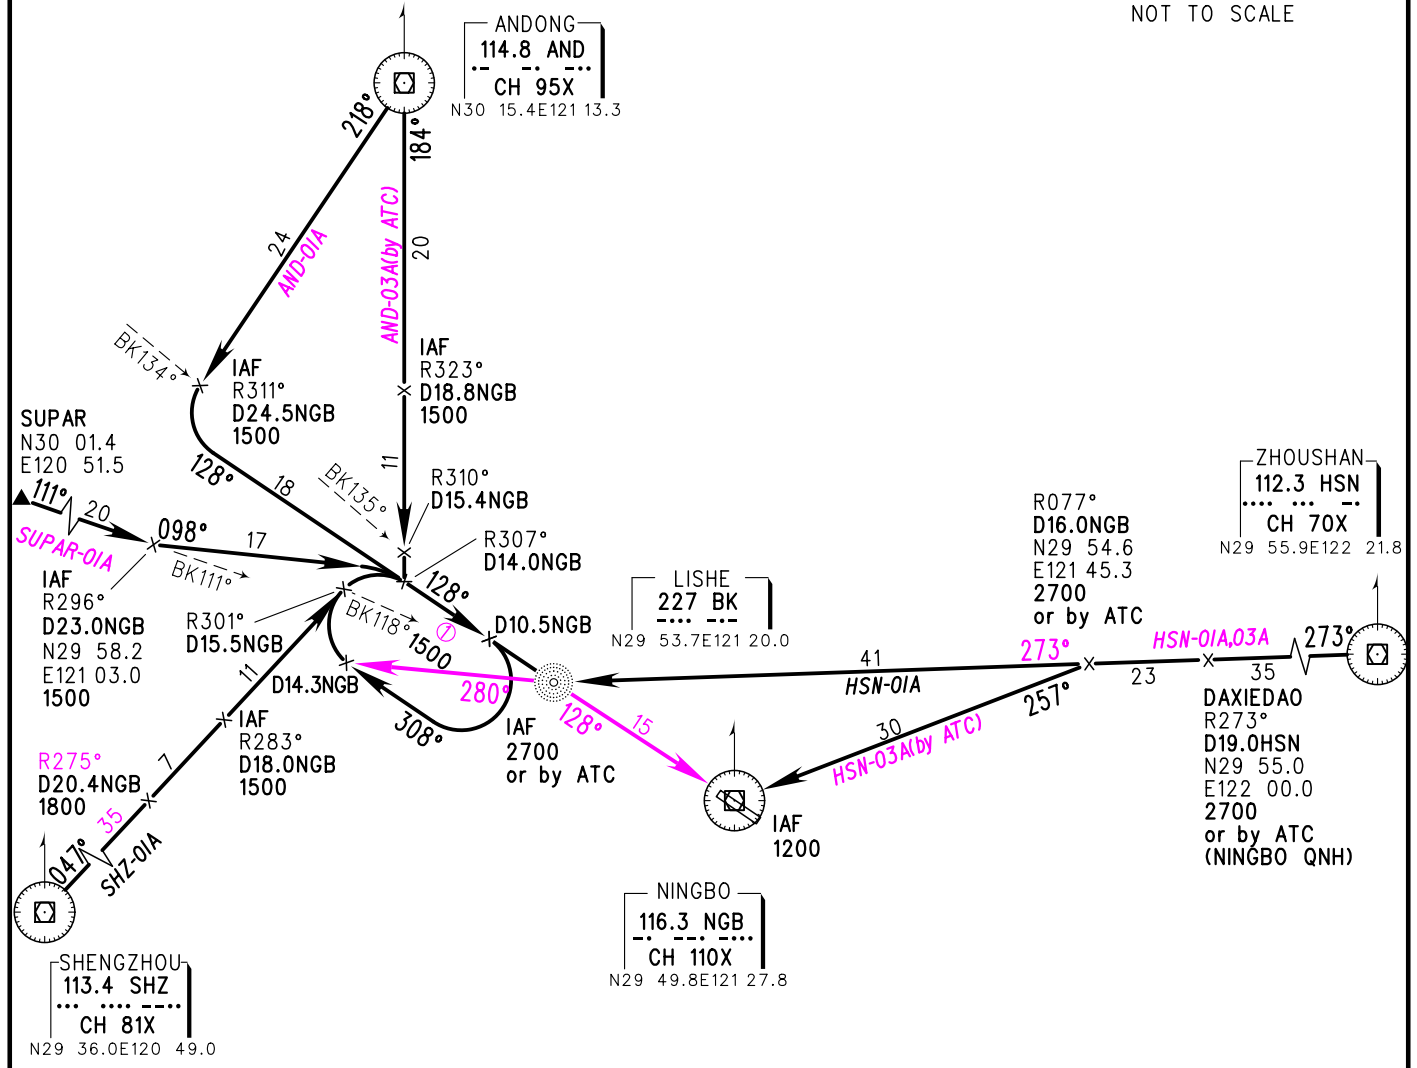 NOT TO SCALE
ANDONG
114.8 AND
CH 95X
N30 15.4E121 13.3
218°
184°
24
AND-01A
AND-03A(by ATC)
20
BK134°
IAF
R311°
D24.5NGB
1500
IAF
R323°
D18.8NGB
1500
SUPAR
N30 01.4
E120 51.5
111°
20
SUPAR-01A
128°
18
11
BK135°
R310°
D15.4NGB
098°
17
BK111°
R307°
D14.0NGB
IAF
R296°
D23.0NGB
N29 58.2
E121 03.0
1500
R301°
D15.5NGB
BK118°
128°
1
1500
D10.5NGB
LISHE
227 BK
N29 53.7E121 20.0
R077°
D16.0NGB
N29 54.6
E121 45.3
2700
or by ATC
ZHOUSHAN
112.3 HSN
CH 70X
N29 55.9E122 21.8
HSN-01A,03A
273°
273°
41
HSN-01A
23
35
257°
30
HSN-03A(by ATC)
DAXIEDAO
R273°
D19.0HSN
N29 55.0
E122 00.0
2700
or by ATC
(NINGBO QNH)
11
D14.3NGB
280°
308°
128°
15
IAF
2700
or by ATC
IAF
R283°
D18.0NGB
1500
7
R275°
D20.4NGB
1800
35
047°
SHZ-01A
IAF
1200
NINGBO
116.3 NGB
CH 110X
N29 49.8E121 27.8
SHENGZHOU
113.4 SHZ
CH 81X
N29 36.0E120 49.0